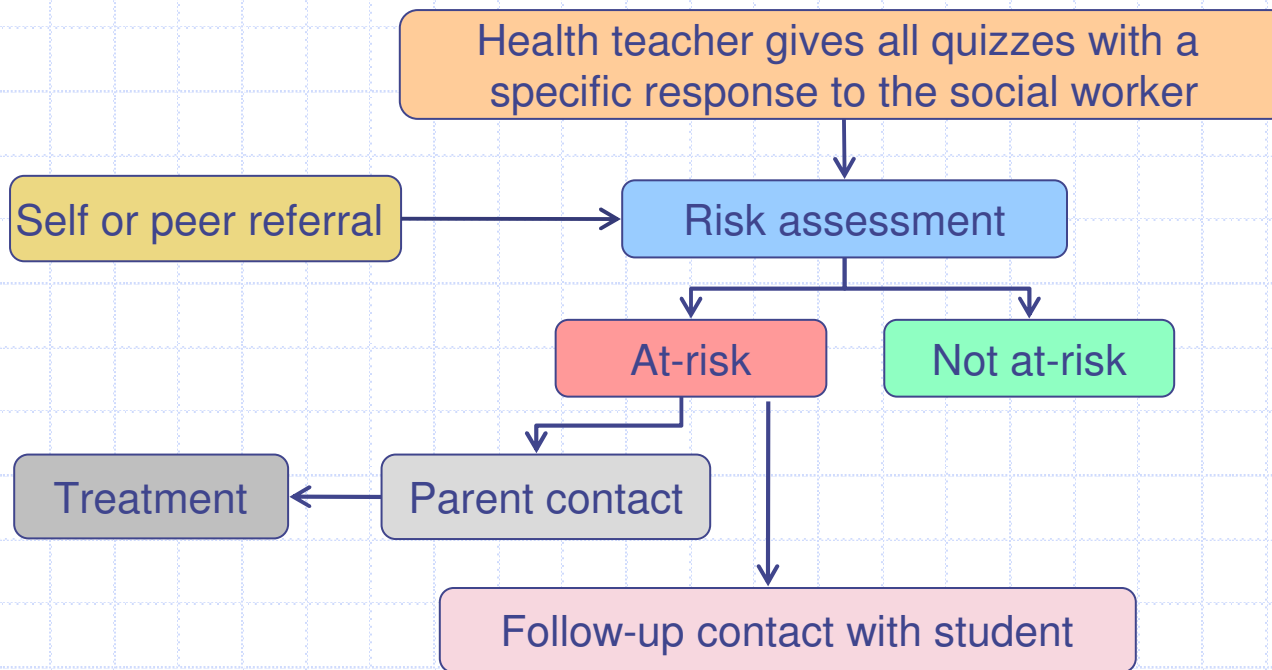 Health teacher gives all quizzes with a
specific response to the social worker
Self or peer referral
Risk assessment
At-risk
Not at-risk
Treatment
Parent contact
Follow-up contact with student